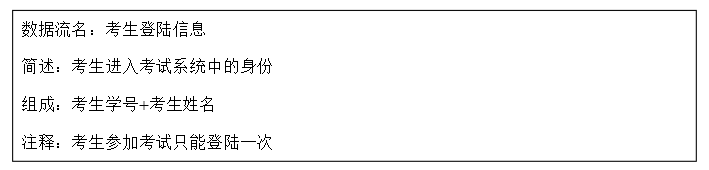 数据流名：考生登陆信息
简述：考生进入考试系统中的身份
组成：考生学号+考生姓名
注释：考生参加考试只能登陆一次